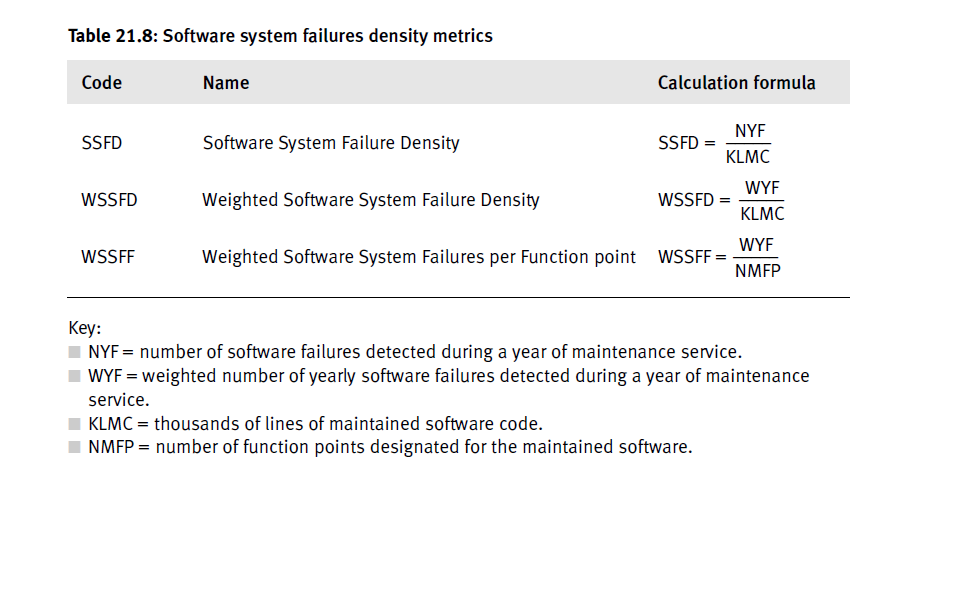 Table 21.8: Software system failures density metrics
Code Name Calculation formula
SSFD Software System Failure Density SSFD = NYF / KLMC
WSSFD Weighted Software System Failure Density WSSFD = WYF / KLMC
WSSFF Weighted Software System Failures per Function point WSSFF = WYF / NMFP
Key:
NYF = number of software failures detected during a year of maintenance service.
WYF = weighted number of yearly software failures detected during a year of maintenance
service.
KLMC = thousands of lines of maintained software code.
NMFP = number of function points designated for the maintained software.